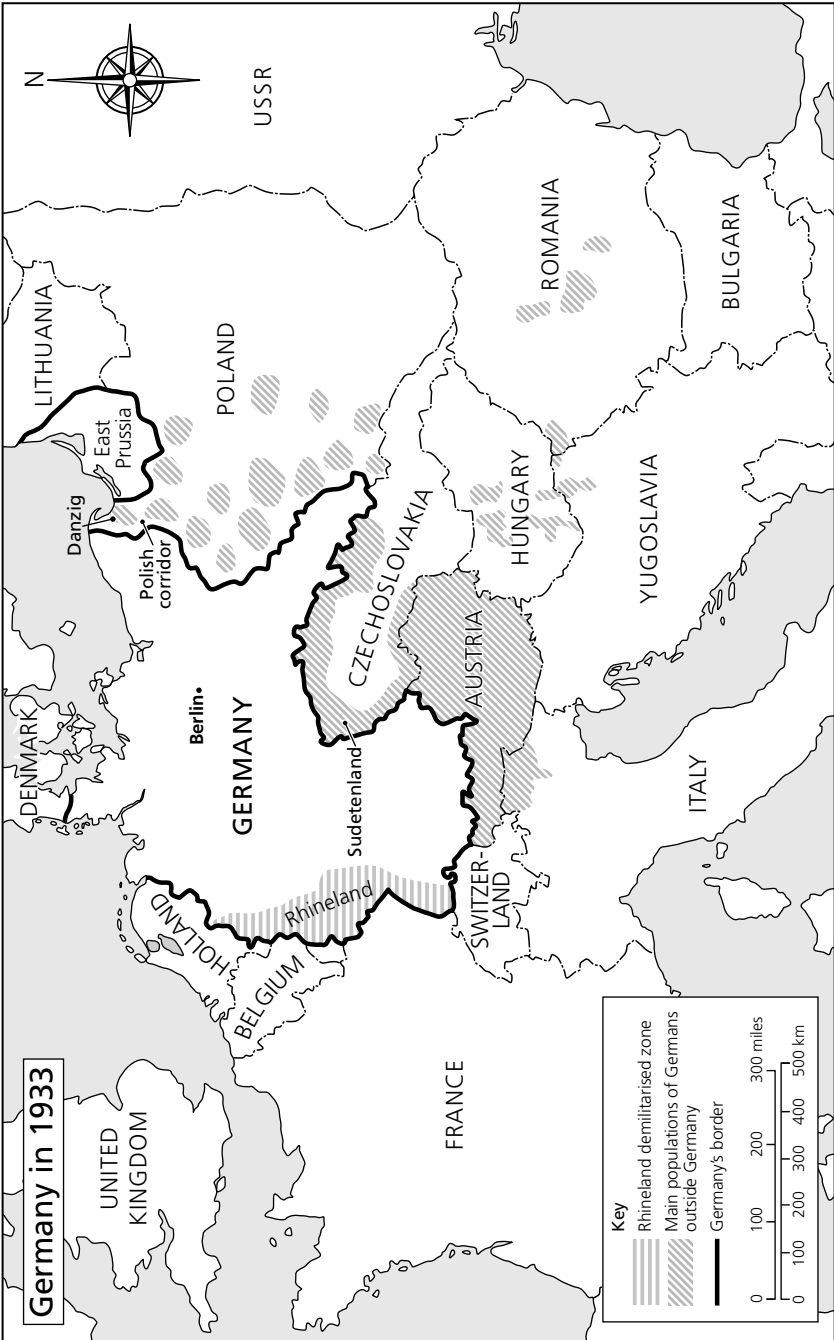 Germany in 1933
N
UNITED
KINGDOM
DENMARK
LITHUANIA
USSR
Danzig
East
Prussia
Polish
corridor
HOLLAND
Berlin
POLAND
GERMANY
BELGIUM
Rhineland
Sudetenland
CZECHOSLOVAKIA
FRANCE
SWITZER-
LAND
AUSTRIA
HUNGARY
ROMANIA
YUGOSLAVIA
ITALY
BULGARIA
Key
Rhineland demilitarised zone
Main populations of Germans
outside Germany
Germany's border
0 100 200 300 miles
0 100 200 300 400 500 km